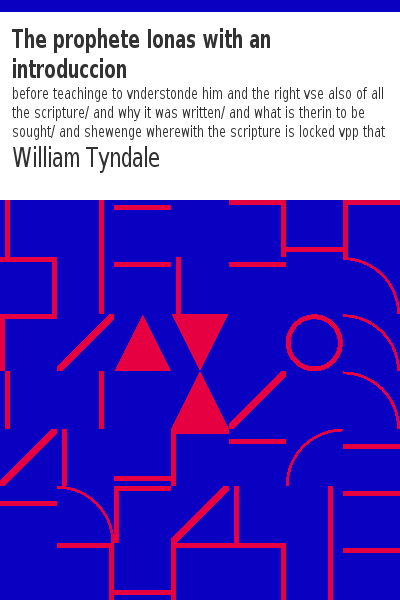 The prophete Ionas with an
introduccion
before teachinge to vnderstonde him and the right vse also of all
the scripture/ and why it was written/ and what is therin to be
sought/ and shewenge wherewith the scripture is locked vpp that
William Tyndale